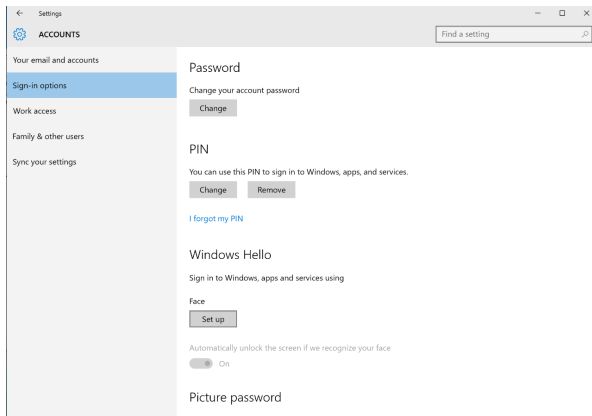 Settings
ACCOUNTS
Find a setting
Your email and accounts
Sign-in options
Work access
Family & other users
Sync your settings
Password
Change your account password
Change
PIN
You can use this PIN to sign in to Windows, apps, and services.
Change Remove
I forgot my PIN
Windows Hello
Sign in to Windows, apps and services using
Face
Set up
Automatically unlock the screen if we recognize your face
On
Picture password